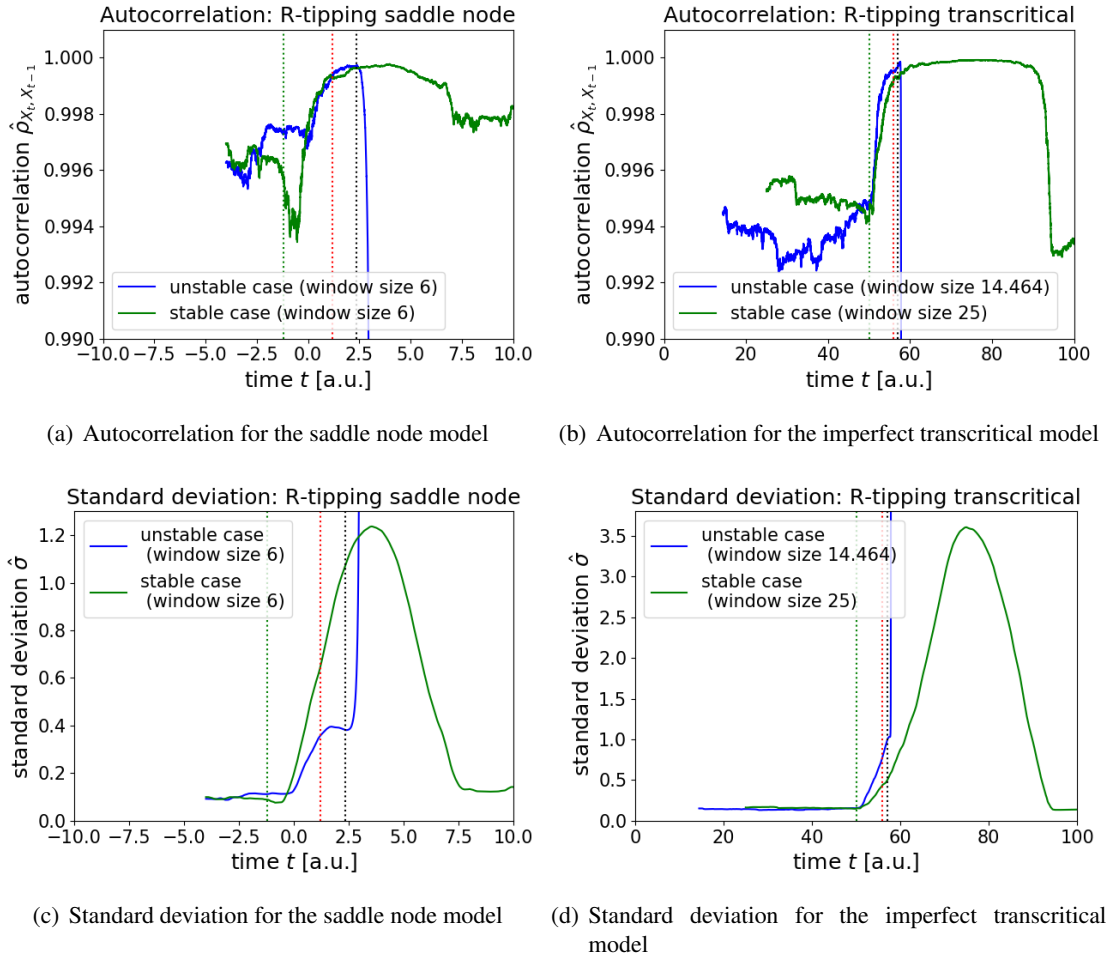 Autocorrelation: R-tipping saddle node
autocorrelation ρ̂_{X_t, X_{t−1}}
1.000
0.998
0.996
0.994
0.992
0.990
unstable case (window size 6)
stable case (window size 6)
−10.0 −7.5 −5.0 −2.5 0.0 2.5 5.0 7.5 10.0
time t [a.u.]
(a) Autocorrelation for the saddle node model
Autocorrelation: R-tipping transcritical
autocorrelation ρ̂_{X_t, X_{t−1}}
1.000
0.998
0.996
0.994
0.992
0.990
unstable case (window size 14.464)
stable case (window size 25)
0 20 40 60 80 100
time t [a.u.]
(b) Autocorrelation for the imperfect transcritical model
Standard deviation: R-tipping saddle node
standard deviation σ̂
1.2
1.0
0.8
0.6
0.4
0.2
0.0
unstable case
(window size 6)
stable case
(window size 6)
−10.0 −7.5 −5.0 −2.5 0.0 2.5 5.0 7.5 10.0
time t [a.u.]
(c) Standard deviation for the saddle node model
Standard deviation: R-tipping transcritical
standard deviation σ̂
3.5
3.0
2.5
2.0
1.5
1.0
0.5
0.0
unstable case
(window size 14.464)
stable case
(window size 25)
0 20 40 60 80 100
time t [a.u.]
(d) Standard deviation for the imperfect transcritical
model